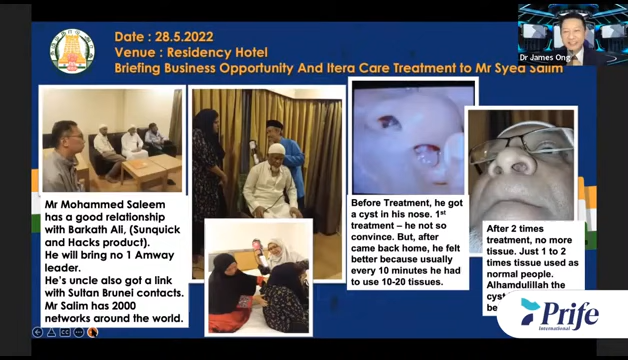 Date : 28.5.2022
Venue : Residency Hotel
Briefing Business Opportunity And Itera Care Treatment to Mr Syed Salim
Dr James Ong
Mr Mohammed Saleem
has a good relationship
with Barkath Ali, (Sunquick
and Hacks product).
He will bring no 1 Amway
leader.
He's uncle also got a link
with Sultan Brunei contacts.
Mr Salim has 2000
networks around the world.
Before Treatment, he got
a cyst in his nose. 1st
treatment – he not so
convince. But, after
came back home, he felt
better because usually
every 10 minutes he had
to use 10-20 tissues.
After 2 times
treatment, no more
tissue. Just 1 to 2
times tissue used as
normal people.
Alhamdulillah the
cyst
be
Prife
International
CC